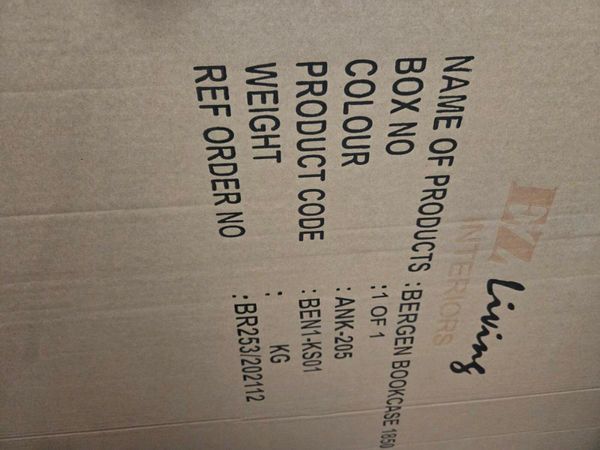 EZ Living
INTERIORS
NAME OF PRODUCTS :BERGEN BOOKCASE 1850
BOX NO :1 OF 1
COLOUR : ANK-205
PRODUCT CODE : BEN1-KS01
WEIGHT : KG
REF ORDER NO :BR253/202112